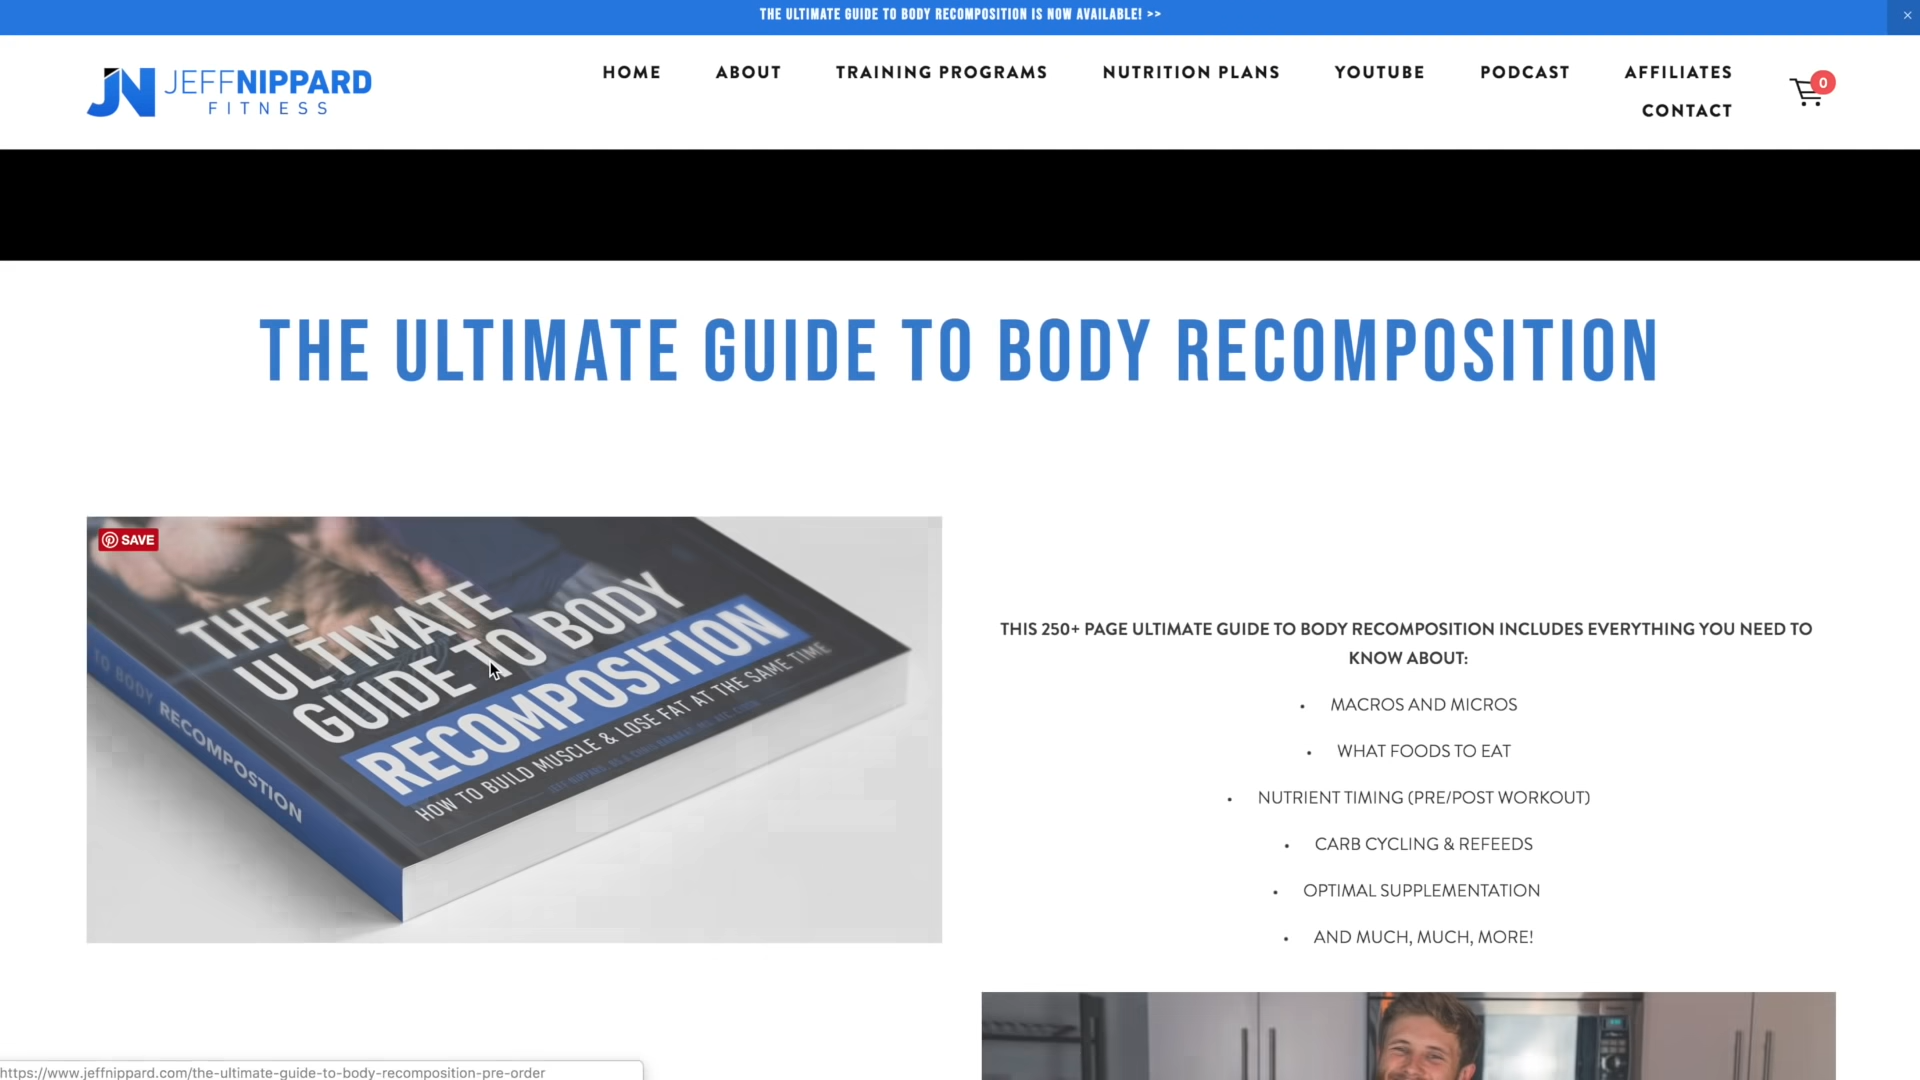 THE ULTIMATE GUIDE TO BODY RECOMPOSITION IS NOW AVAILABLE! >>
×
JN JEFFNIPPARD
FITNESS
HOME ABOUT TRAINING PROGRAMS NUTRITION PLANS YOUTUBE PODCAST AFFILIATES
CONTACT
0
THE ULTIMATE GUIDE TO BODY RECOMPOSITION
SAVE
THE
ULTIMATE
GUIDE TO BODY
RECOMPOSITION
HOW TO BUILD MUSCLE & LOSE FAT AT THE SAME TIME
TO BODY RECOMPOSTION
THIS 250+ PAGE ULTIMATE GUIDE TO BODY RECOMPOSITION INCLUDES EVERYTHING YOU NEED TO
KNOW ABOUT:
• MACROS AND MICROS
• WHAT FOODS TO EAT
• NUTRIENT TIMING (PRE/POST WORKOUT)
• CARB CYCLING & REFEEDS
• OPTIMAL SUPPLEMENTATION
• AND MUCH, MUCH, MORE!
https://www.jeffnippard.com/the-ultimate-guide-to-body-recomposition-pre-order